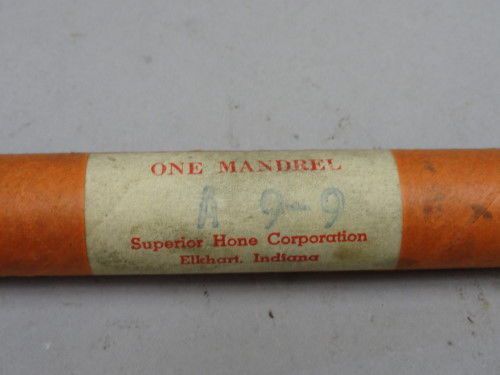 ONE MANDREL
A 9-9
Superior Hone Corporation
Elkhart, Indiana